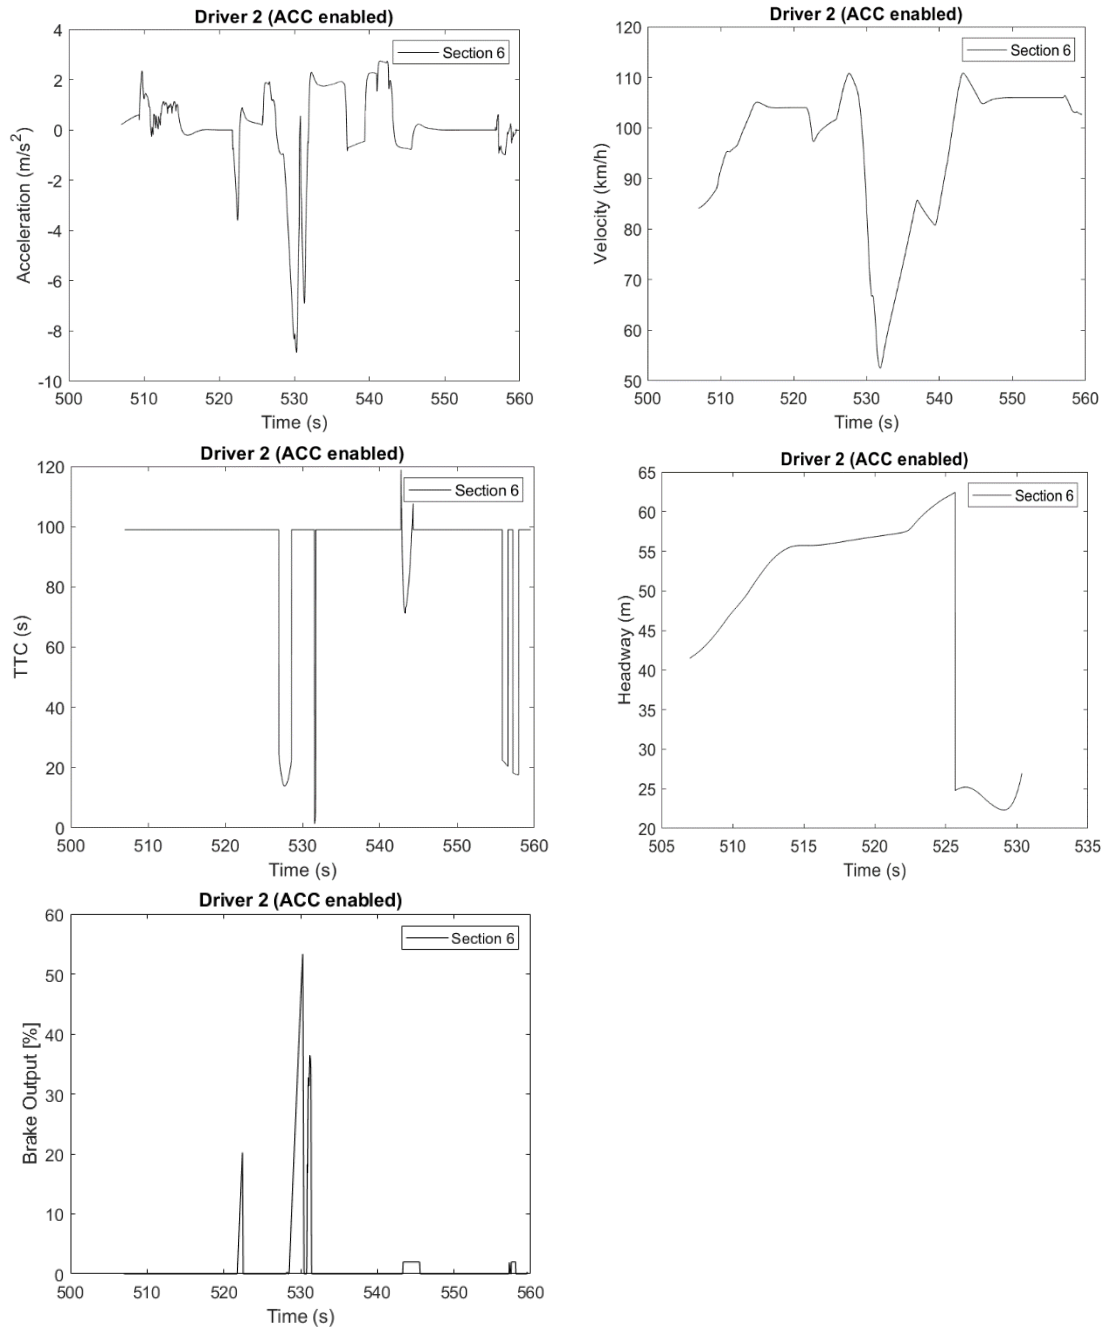 Driver 2 (ACC enabled)
Section 6
Acceleration (m/s²)
4
2
0
-2
-4
-6
-8
-10
500 510 520 530 540 550 560
Time (s)
Driver 2 (ACC enabled)
Section 6
Velocity (km/h)
120
110
100
90
80
70
60
50
500 510 520 530 540 550 560
Time (s)
Driver 2 (ACC enabled)
Section 6
TTC (s)
120
100
80
60
40
20
0
500 510 520 530 540 550 560
Time (s)
Driver 2 (ACC enabled)
Section 6
Headway (m)
65
60
55
50
45
40
35
30
25
20
505 510 515 520 525 530 535
Time (s)
Driver 2 (ACC enabled)
Section 6
Brake Output [%]
60
50
40
30
20
10
0
500 510 520 530 540 550 560
Time (s)